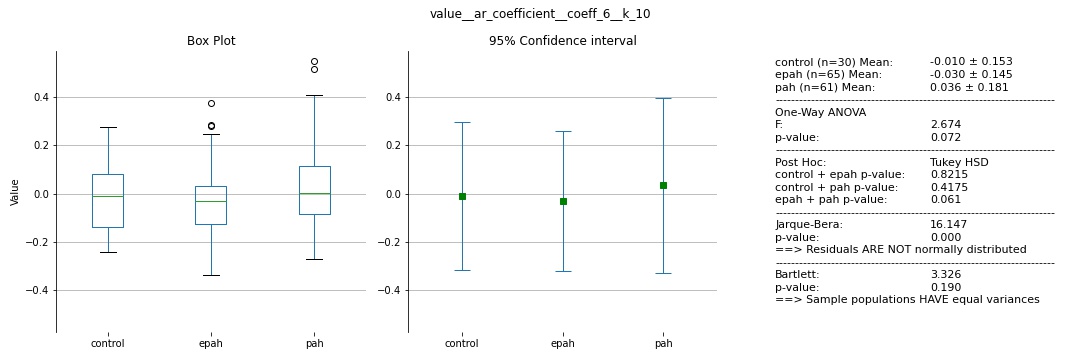 value__ar_coefficient__coeff_6__k_10
Box Plot
95% Confidence interval
Value
0.4
0.2
0.0
−0.2
−0.4
control
epah
pah
0.4
0.2
0.0
−0.2
−0.4
control
epah
pah
control (n=30) Mean: -0.010 ± 0.153
epah (n=65) Mean: -0.030 ± 0.145
pah (n=61) Mean: 0.036 ± 0.181
One-Way ANOVA
F: 2.674
p-value: 0.072
Post Hoc: Tukey HSD
control + epah p-value: 0.8215
control + pah p-value: 0.4175
epah + pah p-value: 0.061
Jarque-Bera: 16.147
p-value: 0.000
==> Residuals ARE NOT normally distributed
Bartlett: 3.326
p-value: 0.190
==> Sample populations HAVE equal variances